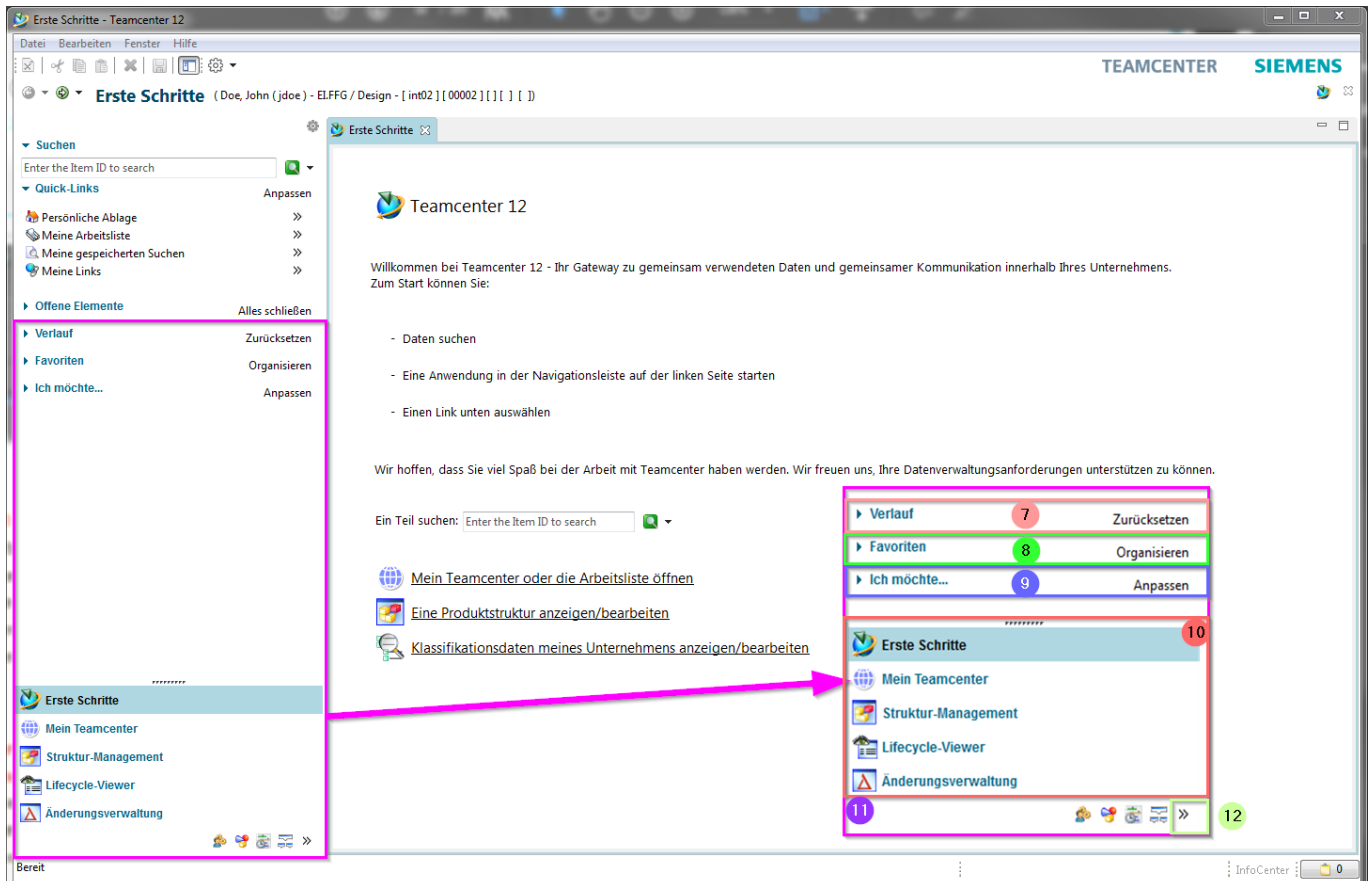 Erste Schritte - Teamcenter 12
Datei Bearbeiten Fenster Hilfe
TEAMCENTER SIEMENS
Erste Schritte ( Doe, John ( jdoe ) - ELFFG / Design - [ int02 ] [ 00002 ] [ ] [ ] [ ])
Erste Schritte
Suchen
Enter the Item ID to search
Quick-Links Anpassen
Persönliche Ablage
Meine Arbeitsliste
Meine gespeicherten Suchen
Meine Links
Offene Elemente Alles schließen
Verlauf Zurücksetzen
Favoriten Organisieren
Ich möchte... Anpassen
Erste Schritte
Mein Teamcenter
Struktur-Management
Lifecycle-Viewer
Änderungsverwaltung
Teamcenter 12
Willkommen bei Teamcenter 12 - Ihr Gateway zu gemeinsam verwendeten Daten und gemeinsamer Kommunikation innerhalb Ihres Unternehmens.
Zum Start können Sie:
- Daten suchen
- Eine Anwendung in der Navigationsleiste auf der linken Seite starten
- Einen Link unten auswählen
Wir hoffen, dass Sie viel Spaß bei der Arbeit mit Teamcenter haben werden. Wir freuen uns, Ihre Datenverwaltungsanforderungen unterstützen zu können.
Ein Teil suchen: Enter the Item ID to search
Mein Teamcenter oder die Arbeitsliste öffnen
Eine Produktstruktur anzeigen/bearbeiten
Klassifikationsdaten meines Unternehmens anzeigen/bearbeiten
Verlauf 7 Zurücksetzen
Favoriten 8 Organisieren
Ich möchte... 9 Anpassen
10
Erste Schritte
Mein Teamcenter
Struktur-Management
Lifecycle-Viewer
Änderungsverwaltung
11 12
Bereit InfoCenter 0